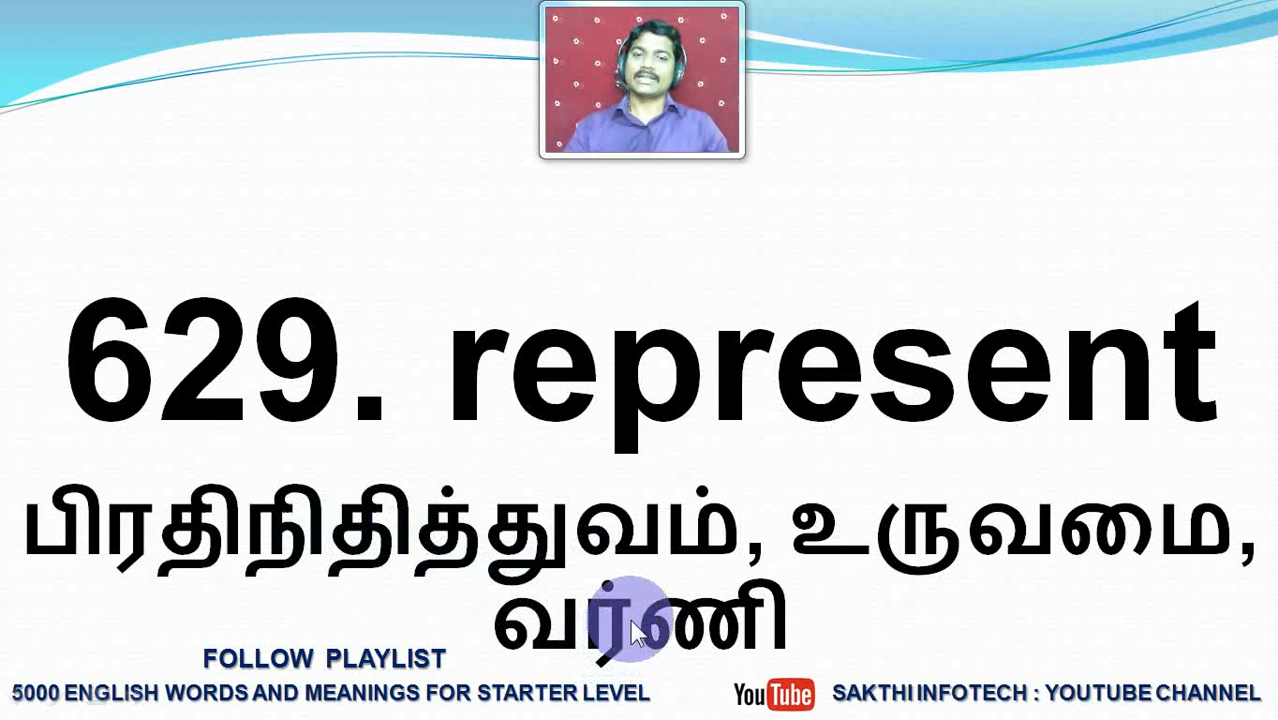 629. represent
பிரதிநிதித்துவம், உருவமை,
வர்ணி
FOLLOW PLAYLIST
5000 ENGLISH WORDS AND MEANINGS FOR STARTER LEVEL
YouTube SAKTHI INFOTECH : YOUTUBE CHANNEL